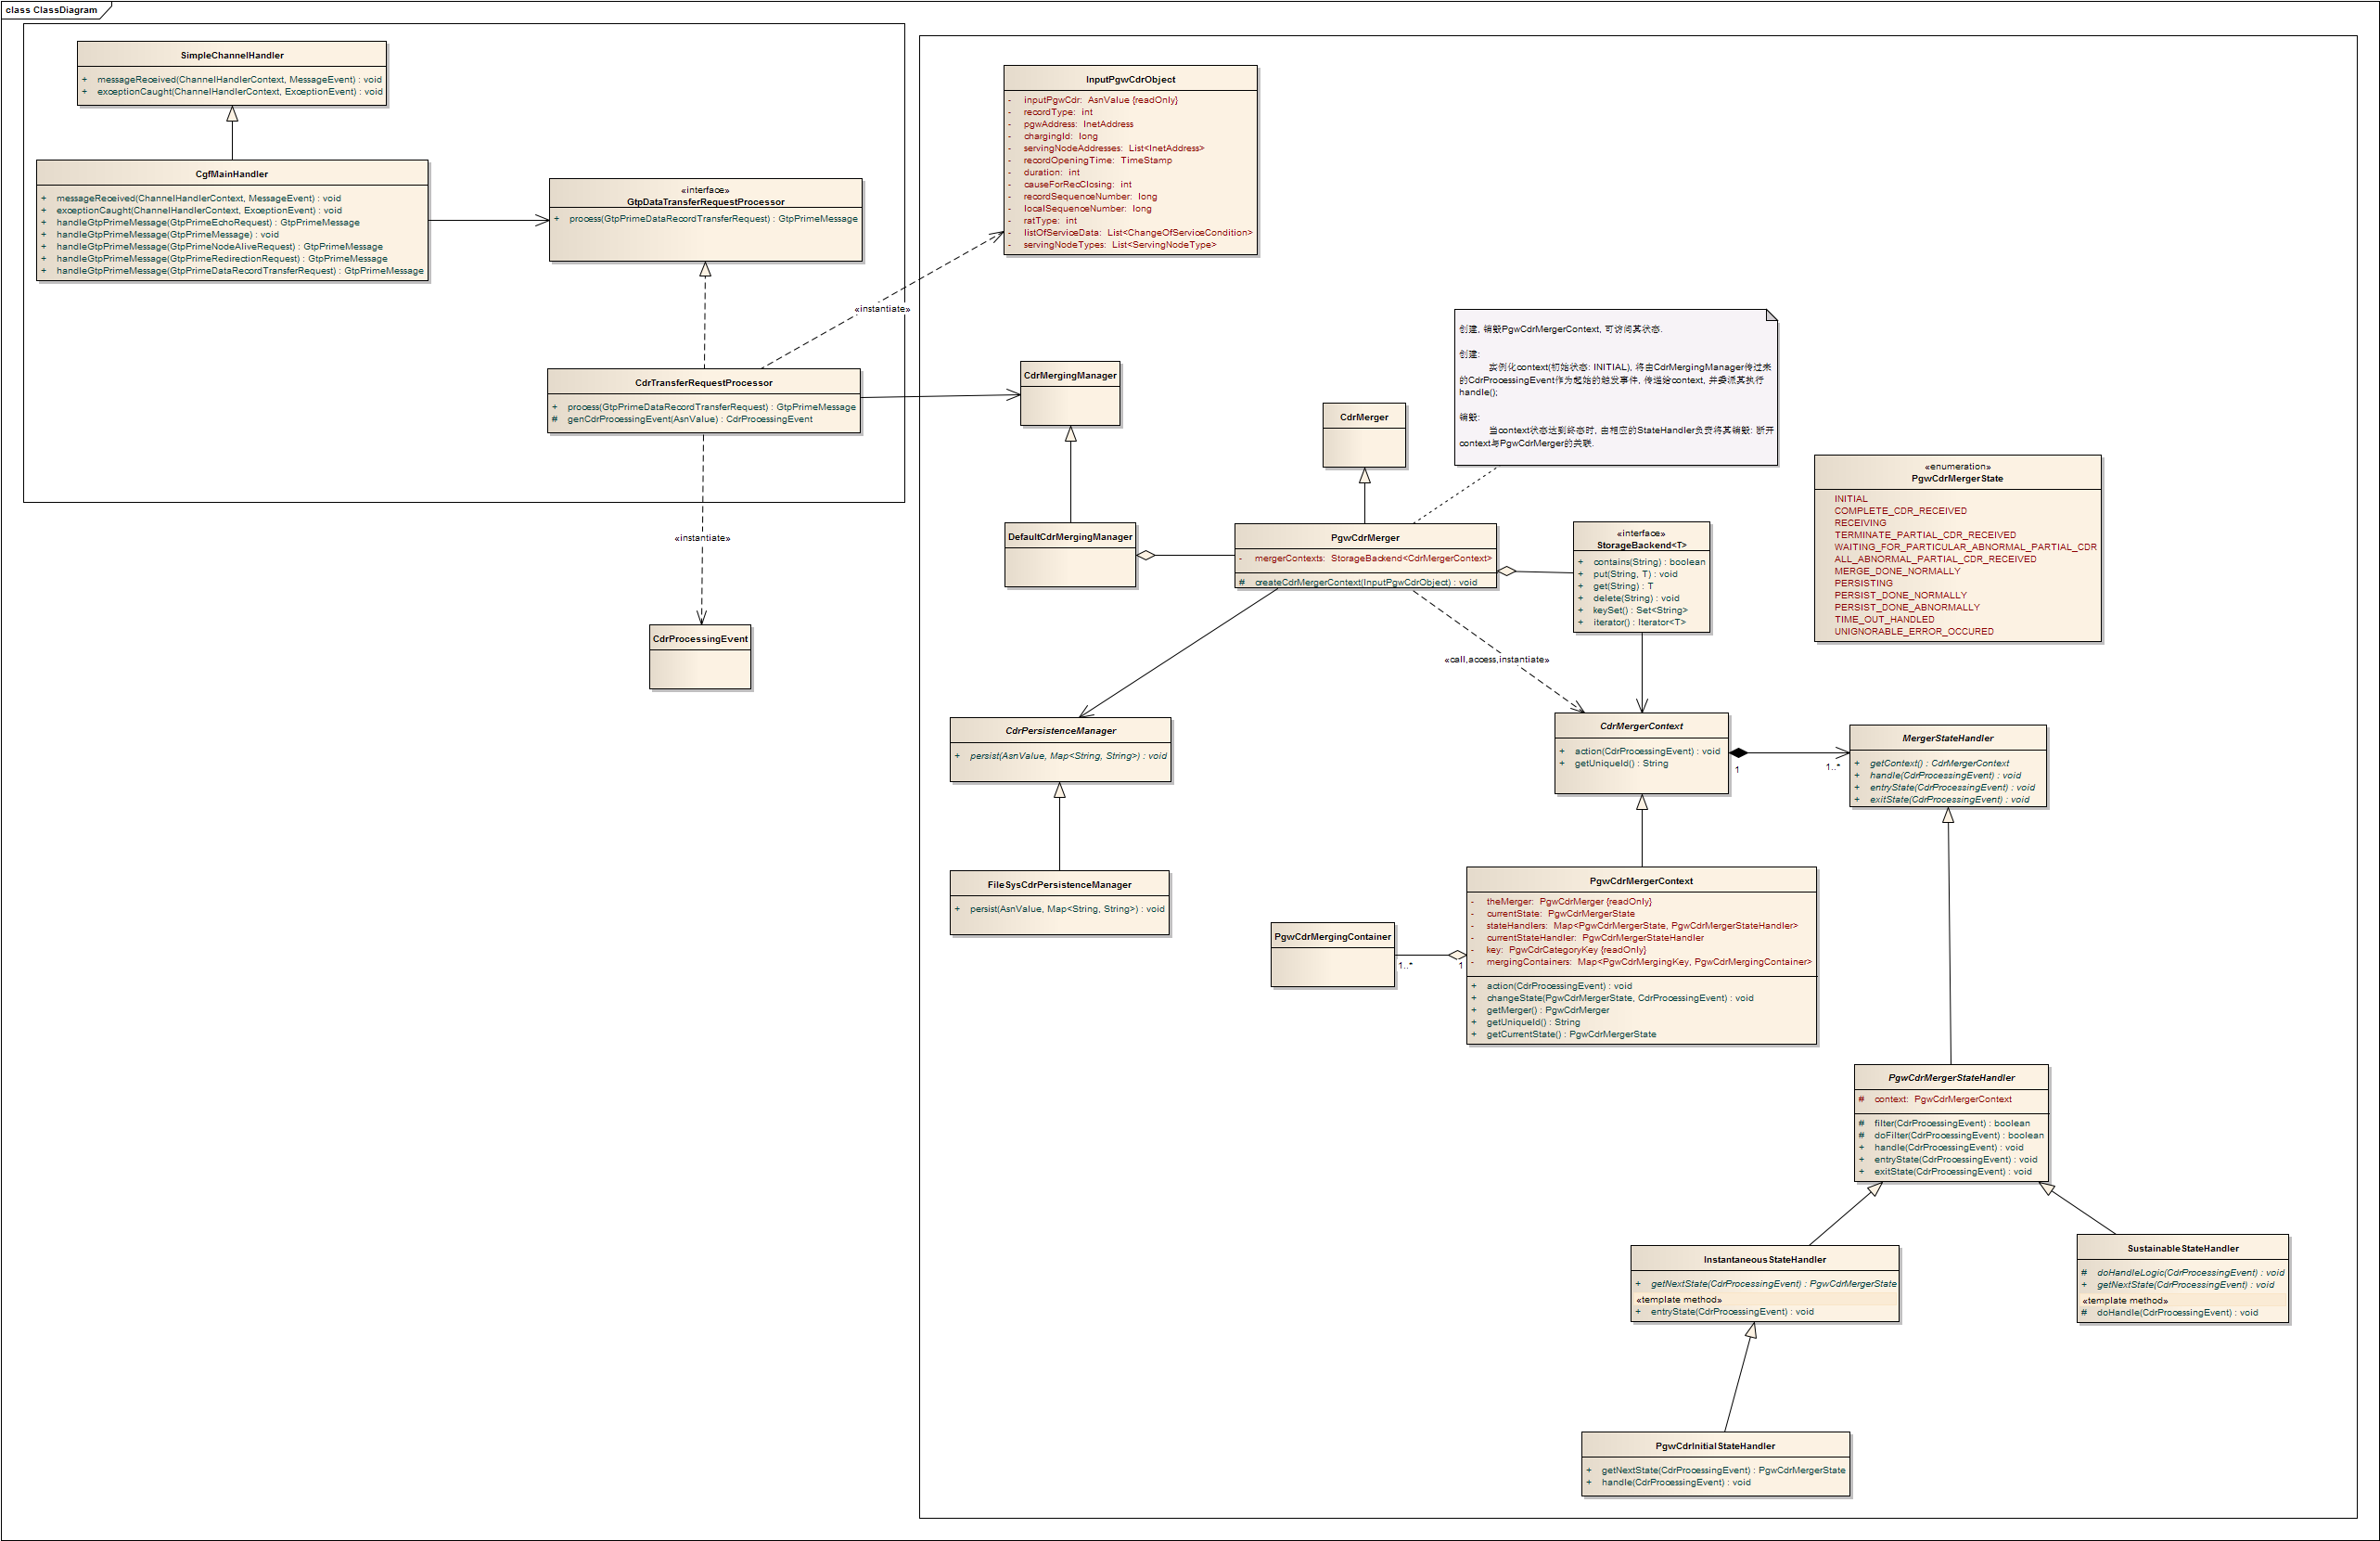 class ClassDiagram
SimpleChannelHandler
+ messageReceived(ChannelHandlerContext, MessageEvent) : void
+ exceptionCaught(ChannelHandlerContext, ExceptionEvent) : void
CgfMainHandler
+ messageReceived(ChannelHandlerContext, MessageEvent) : void
+ exceptionCaught(ChannelHandlerContext, ExceptionEvent) : void
+ handleGtpPrimeMessage(GtpPrimeEchoRequest) : GtpPrimeMessage
+ handleGtpPrimeMessage(GtpPrimeMessage) : void
+ handleGtpPrimeMessage(GtpPrimeNodeAliveRequest) : GtpPrimeMessage
+ handleGtpPrimeMessage(GtpPrimeRedirectionRequest) : GtpPrimeMessage
+ handleGtpPrimeMessage(GtpPrimeDataRecordTransferRequest) : GtpPrimeMessage
«interface»
GtpDataTransferRequestProcessor
+ process(GtpPrimeDataRecordTransferRequest) : GtpPrimeMessage
«instantiate»
CdrTransferRequestProcessor
+ process(GtpPrimeDataRecordTransferRequest) : GtpPrimeMessage
# genCdrProcessingEvent(AsnValue) : CdrProcessingEvent
«instantiate»
CdrProcessingEvent
InputPgwCdrObject
- inputPgwCdr: AsnValue {readOnly}
- recordType: int
- pgwAddress: InetAddress
- chargingId: long
- servingNodeAddresses: List<InetAddress>
- recordOpeningTime: TimeStamp
- duration: int
- causeForRecClosing: int
- recordSequenceNumber: long
- localSequenceNumber: long
- ratType: int
- listOfServiceData: List<ChangeOfServiceCondition>
- servingNodeTypes: List<ServingNodeType>
创建, 销毁PgwCdrMergerContext, 可访问其状态.
创建:
实例化context(初始状态: INITIAL), 将由CdrMergingManager传过来
的CdrProcessingEvent作为起始的触发事件, 传递给context, 并委派其执行
handle();
销毁:
当context状态达到终态时, 由相应的StateHandler负责将其销毁: 断开
context与PgwCdrMerger的关联.
CdrMergingManager
CdrMerger
«enumeration»
PgwCdrMergerState
INITIAL
COMPLETE_CDR_RECEIVED
RECEIVING
TERMINATE_PARTIAL_CDR_RECEIVED
WAITING_FOR_PARTICULAR_ABNORMAL_PARTIAL_CDR
ALL_ABNORMAL_PARTIAL_CDR_RECEIVED
MERGE_DONE_NORMALLY
PERSISTING
PERSIST_DONE_NORMALLY
PERSIST_DONE_ABNORMALLY
TIME_OUT_HANDLED
UNIGNORABLE_ERROR_OCCURED
DefaultCdrMergingManager
PgwCdrMerger
- mergerContexts: StorageBackend<CdrMergerContext>
# createCdrMergerContext(InputPgwCdrObject) : void
«interface»
StorageBackend<T>
+ contains(String) : boolean
+ put(String, T) : void
+ get(String) : T
+ delete(String) : void
+ keySet() : Set<String>
+ iterator() : Iterator<T>
«call,access,instantiate»
CdrPersistenceManager
+ persist(AsnValue, Map<String, String>) : void
CdrMergerContext
+ action(CdrProcessingEvent) : void
+ getUniqueId() : String
1
1..*
MergerStateHandler
+ getContext() : CdrMergerContext
+ handle(CdrProcessingEvent) : void
+ entryState(CdrProcessingEvent) : void
+ exitState(CdrProcessingEvent) : void
FileSysCdrPersistenceManager
+ persist(AsnValue, Map<String, String>) : void
PgwCdrMergingContainer
1..*
1
PgwCdrMergerContext
- theMerger: PgwCdrMerger {readOnly}
- currentState: PgwCdrMergerState
- stateHandlers: Map<PgwCdrMergerState, PgwCdrMergerStateHandler>
- currentStateHandler: PgwCdrMergerStateHandler
- key: PgwCdrCategoryKey {readOnly}
- mergingContainers: Map<PgwCdrMergingKey, PgwCdrMergingContainer>
+ action(CdrProcessingEvent) : void
+ changeState(PgwCdrMergerState, CdrProcessingEvent) : void
+ getMerger() : PgwCdrMerger
+ getUniqueId() : String
+ getCurrentState() : PgwCdrMergerState
PgwCdrMergerStateHandler
# context: PgwCdrMergerContext
# filter(CdrProcessingEvent) : boolean
# doFilter(CdrProcessingEvent) : boolean
+ handle(CdrProcessingEvent) : void
+ entryState(CdrProcessingEvent) : void
+ exitState(CdrProcessingEvent) : void
InstantaneousStateHandler
+ getNextState(CdrProcessingEvent) : PgwCdrMergerState
«template method»
+ entryState(CdrProcessingEvent) : void
SustainableStateHandler
# doHandleLogic(CdrProcessingEvent) : void
+ getNextState(CdrProcessingEvent) : void
«template method»
# doHandle(CdrProcessingEvent) : void
PgwCdrInitialStateHandler
+ getNextState(CdrProcessingEvent) : PgwCdrMergerState
+ handle(CdrProcessingEvent) : void